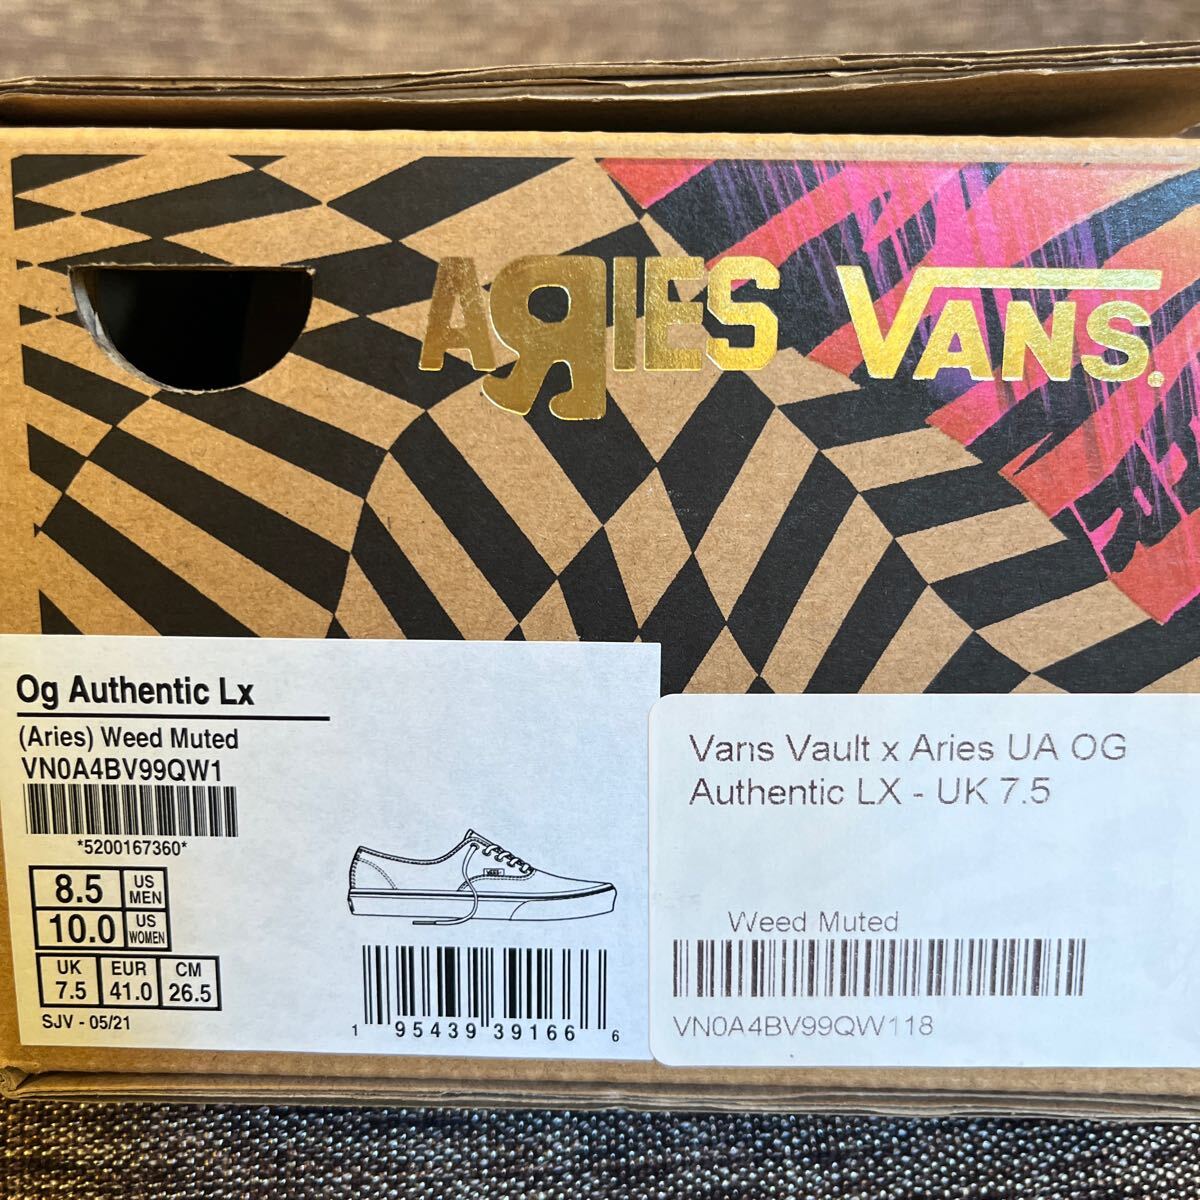 ARIES VANS.
Og Authentic Lx
(Aries) Weed Muted
VN0A4BV99QW1
*5200167360*
8.5 US MEN
10.0 US WOMEN
UK EUR CM
7.5 41.0 26.5
SJV - 05/21
1 95439 39166 6
Vans Vault x Aries UA OG
Authentic LX - UK 7.5
Weed Muted
VN0A4BV99QW118